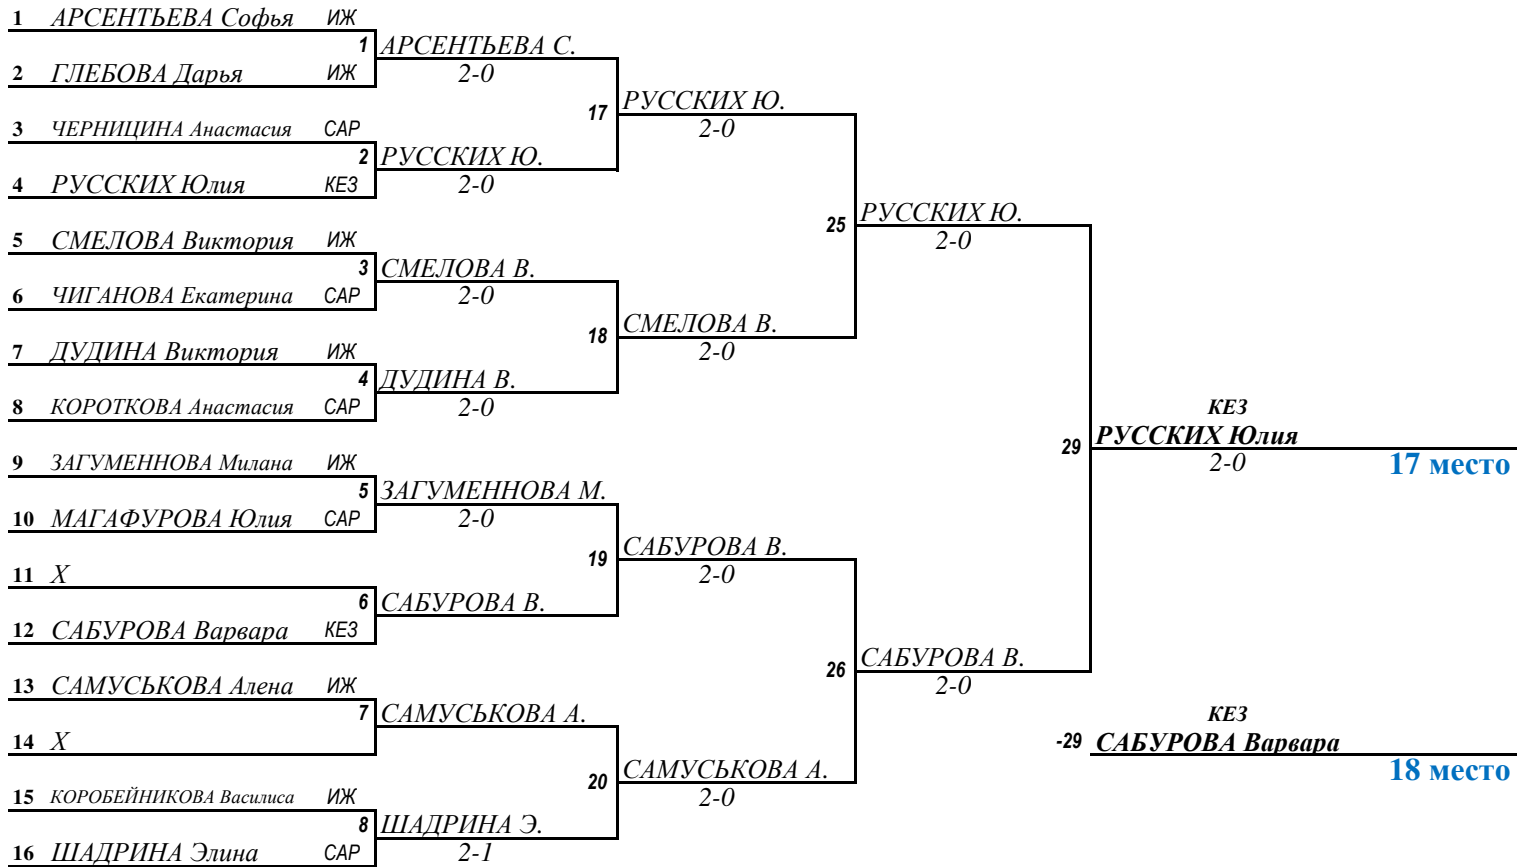 1 АРСЕНТЬЕВА Софья ИЖ
1 АРСЕНТЬЕВА С.
2 ГЛЕБОВА Дарья ИЖ 2-0
17 РУССКИХ Ю.
3 ЧЕРНИЦИНА Анастасия САР 2-0
2 РУССКИХ Ю.
4 РУССКИХ Юлия КЕЗ 2-0
25 РУССКИХ Ю.
5 СМЕЛОВА Виктория ИЖ 2-0
3 СМЕЛОВА В.
6 ЧИГАНОВА Екатерина САР 2-0
18 СМЕЛОВА В.
7 ДУДИНА Виктория ИЖ 2-0
4 ДУДИНА В.
8 КОРОТКОВА Анастасия САР 2-0 КЕЗ
29 РУССКИХ Юлия
9 ЗАГУМЕННОВА Милана ИЖ 2-0 17 место
5 ЗАГУМЕННОВА М.
10 МАГАФУРОВА Юлия САР 2-0
19 САБУРОВА В.
11 Х 2-0
6 САБУРОВА В.
12 САБУРОВА Варвара КЕЗ
26 САБУРОВА В.
13 САМУСЬКОВА Алена ИЖ 2-0
7 САМУСЬКОВА А. КЕЗ
14 Х -29 САБУРОВА Варвара
20 САМУСЬКОВА А. 18 место
15 КОРОБЕЙНИКОВА Василиса ИЖ 2-0
8 ШАДРИНА Э.
16 ШАДРИНА Элина САР 2-1